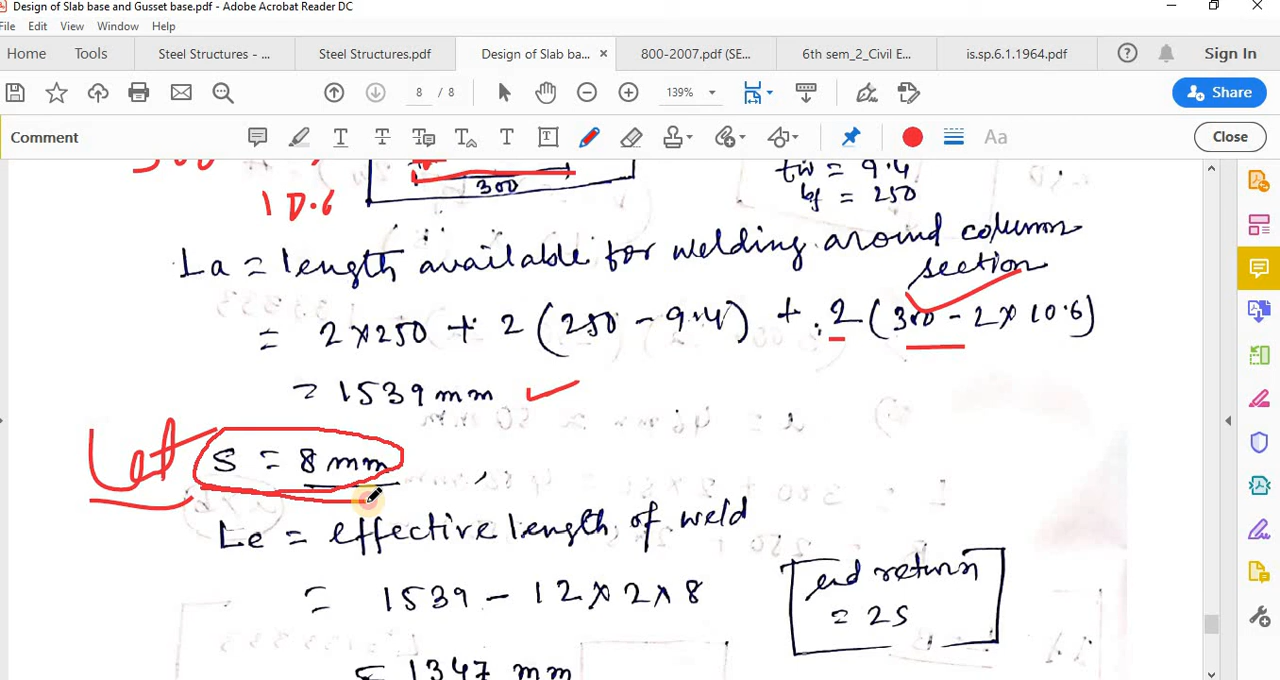 Design of Slab base and Gusset base.pdf - Adobe Acrobat Reader DC
File Edit View Window Help
Home Tools Steel Structures - ... Steel Structures.pdf Design of Slab ba... × 800-2007.pdf (SE... 6th sem_2_Civil E... is.sp.6.1.1964.pdf Sign In
8 / 8 139% Share
Comment Close
300
tw = 9.4
10.6 bf = 250
La = length available for welding around column
section
= 2×250 + 2 (250 - 9.4) + 2 (300 - 2×10.6)
= 1539 mm
Let S = 8 mm
Le = effective length of weld
end return
= 1539 - 12×2×8
= 2S
= 1347 mm